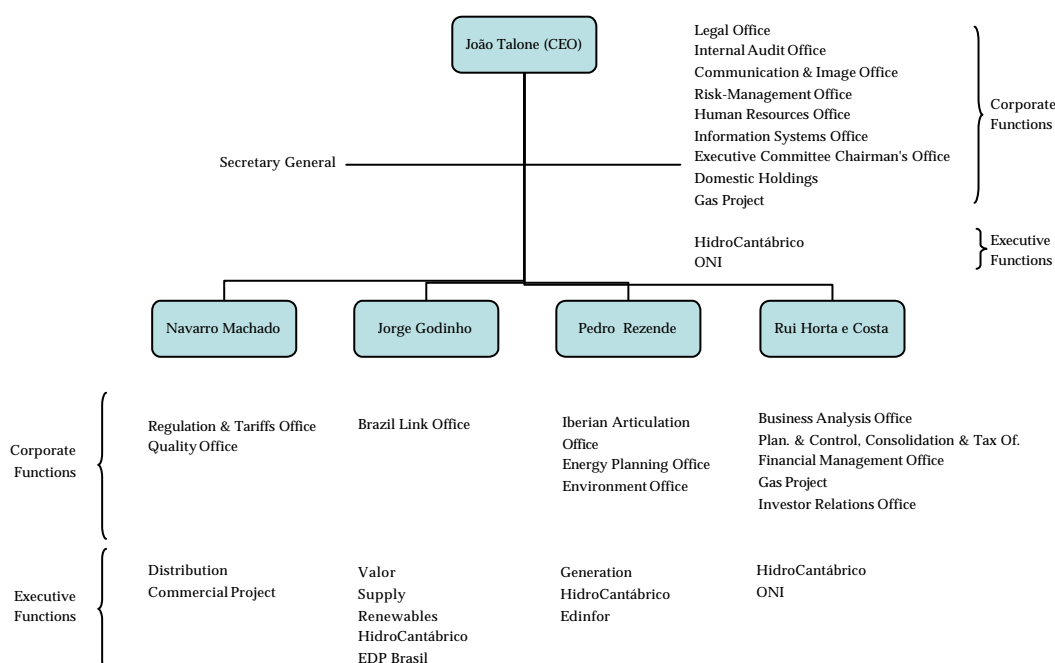 João Talone (CEO)
Legal Office
Internal Audit Office
Communication & Image Office
Risk-Management Office
Human Resources Office
Information Systems Office
Executive Committee Chairman's Office
Domestic Holdings
Gas Project
Corporate
Functions
Secretary General
HidroCantábrico
ONI
Executive
Functions
Navarro Machado
Jorge Godinho
Pedro Rezende
Rui Horta e Costa
Corporate
Functions
Regulation & Tariffs Office
Quality Office
Brazil Link Office
Iberian Articulation
Office
Energy Planning Office
Environment Office
Business Analysis Office
Plan. & Control, Consolidation & Tax Of.
Financial Management Office
Gas Project
Investor Relations Office
Executive
Functions
Distribution
Commercial Project
Valor
Supply
Renewables
HidroCantábrico
EDP Brasil
Generation
HidroCantábrico
Edinfor
HidroCantábrico
ONI